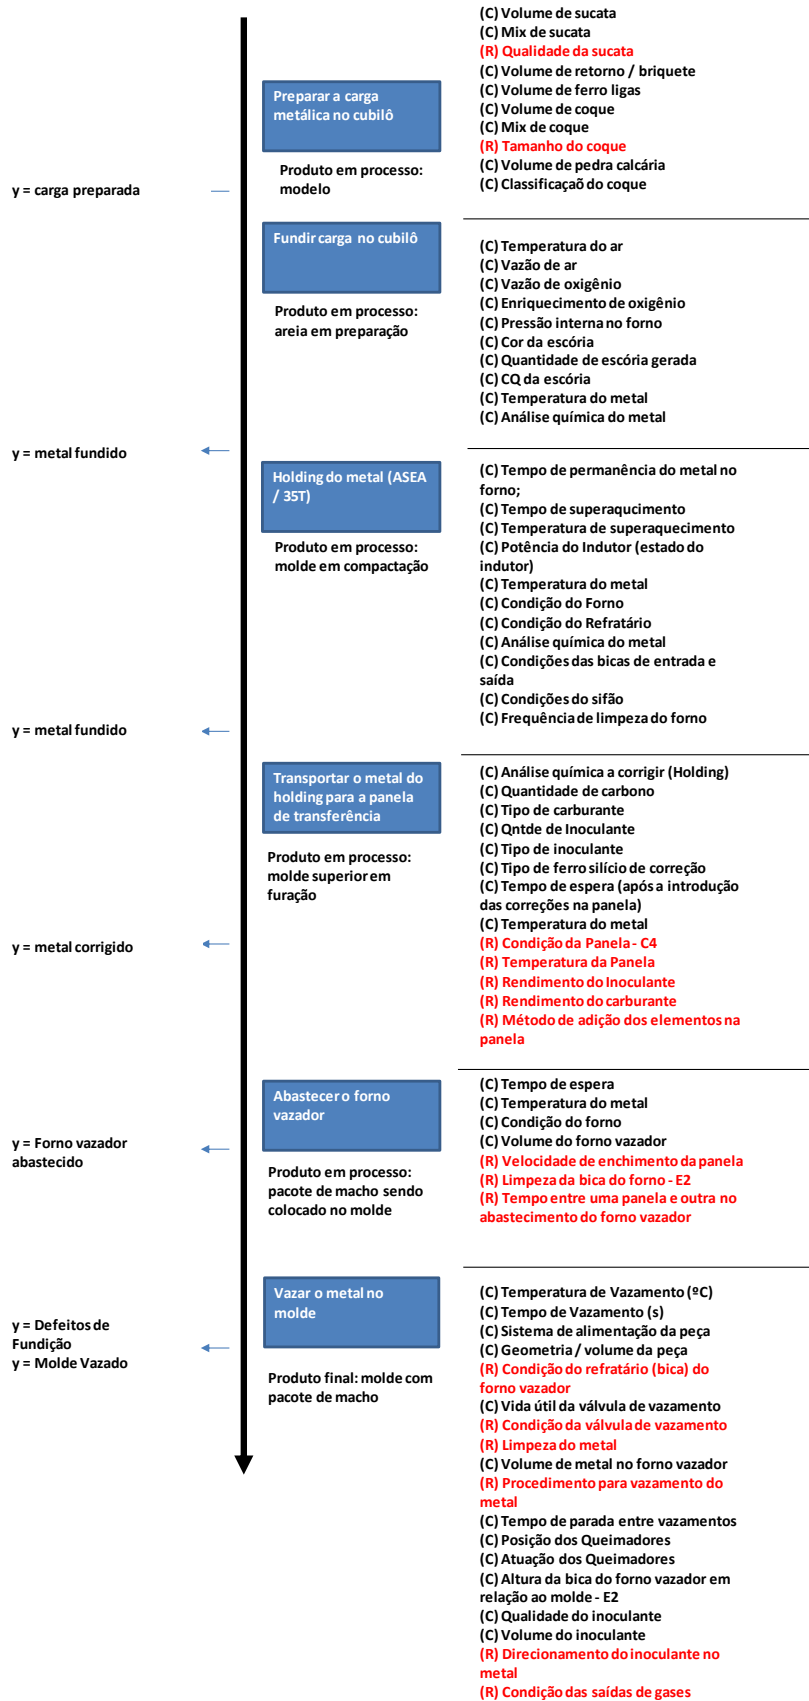 (C) Volume de sucata
(C) Mix de sucata
(R) Qualidade da sucata
(C) Volume de retorno / briquete
(C) Volume de ferro ligas
(C) Volume de coque
(C) Mix de coque
(R) Tamanho do coque
(C) Volume de pedra calcária
(C) Classificaçaõ do coque
Preparar a carga
metálica no cubilô
Produto em processo:
modelo
y = carga preparada
Fundir carga no cubilô
Produto em processo:
areia em preparação
(C) Temperatura do ar
(C) Vazão de ar
(C) Vazão de oxigênio
(C) Enriquecimento de oxigênio
(C) Pressão interna no forno
(C) Cor da escória
(C) Quantidade de escória gerada
(C) CQ da escória
(C) Temperatura do metal
(C) Análise química do metal
y = metal fundido
Holding do metal (ASEA
/ 35T)
Produto em processo:
molde em compactação
(C) Tempo de permanência do metal no
forno;
(C) Tempo de superaqucimento
(C) Temperatura de superaquecimento
(C) Potência do Indutor (estado do
indutor)
(C) Temperatura do metal
(C) Condição do Forno
(C) Condição do Refratário
(C) Análise química do metal
(C) Condições das bicas de entrada e
saída
(C) Condições do sifão
(C) Frequência de limpeza do forno
y = metal fundido
Transportar o metal do
holding para a panela
de transferência
Produto em processo:
molde superior em
furação
(C) Análise química a corrigir (Holding)
(C) Quantidade de carbono
(C) Tipo de carburante
(C) Qntde de Inoculante
(C) Tipo de inoculante
(C) Tipo de ferro silício de correção
(C) Tempo de espera (após a introdução
das correções na panela)
(C) Temperatura do metal
(R) Condição da Panela - C4
(R) Temperatura da Panela
(R) Rendimento do Inoculante
(R) Rendimento do carburante
(R) Método de adição dos elementos na
panela
y = metal corrigido
Abastecer o forno
vazador
Produto em processo:
pacote de macho sendo
colocado no molde
(C) Tempo de espera
(C) Temperatura do metal
(C) Condição do forno
(C) Volume do forno vazador
(R) Velocidade de enchimento da panela
(R) Limpeza da bica do forno - E2
(R) Tempo entre uma panela e outra no
abastecimento do forno vazador
y = Forno vazador
abastecido
Vazar o metal no
molde
Produto final: molde com
pacote de macho
y = Defeitos de
Fundição
y = Molde Vazado
(C) Temperatura de Vazamento (ºC)
(C) Tempo de Vazamento (s)
(C) Sistema de alimentação da peça
(C) Geometria / volume da peça
(R) Condição do refratário (bica) do
forno vazador
(C) Vida útil da válvula de vazamento
(R) Condição da válvula de vazamento
(R) Limpeza do metal
(C) Volume de metal no forno vazador
(R) Procedimento para vazamento do
metal
(C) Tempo de parada entre vazamentos
(C) Posição dos Queimadores
(C) Atuação dos Queimadores
(C) Altura da bica do forno vazador em
relação ao molde - E2
(C) Qualidade do inoculante
(C) Volume do inoculante
(R) Direcionamento do inoculante no
metal
(R) Condição das saídas de gases